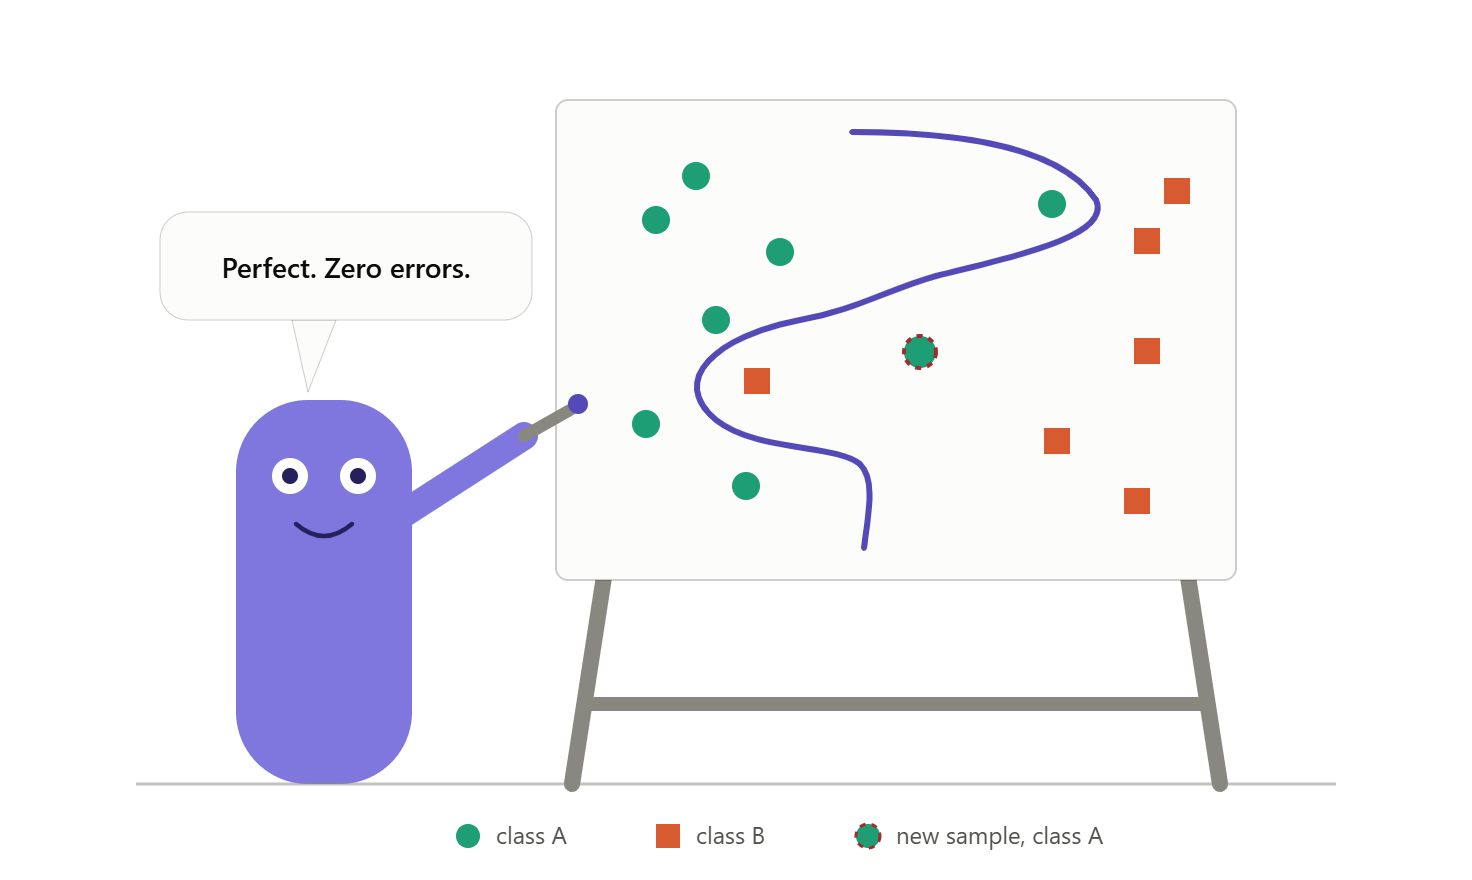 Perfect. Zero errors.
class A
class B
new sample, class A